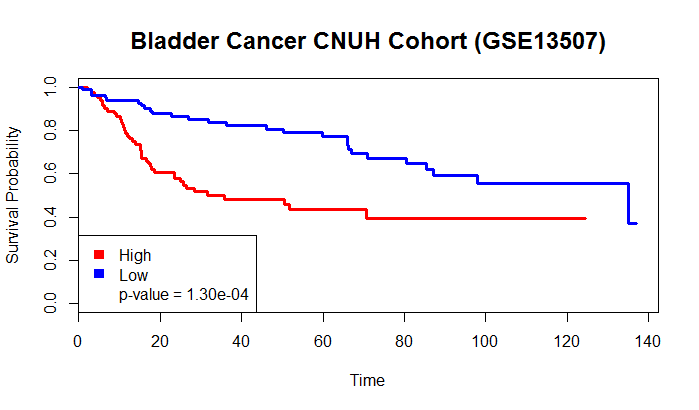 Bladder Cancer CNUH Cohort (GSE13507)
Survival Probability
1.0
0.8
0.6
0.4
0.2
0.0
High
Low
p-value = 1.30e-04
0 20 40 60 80 100 120 140
Time